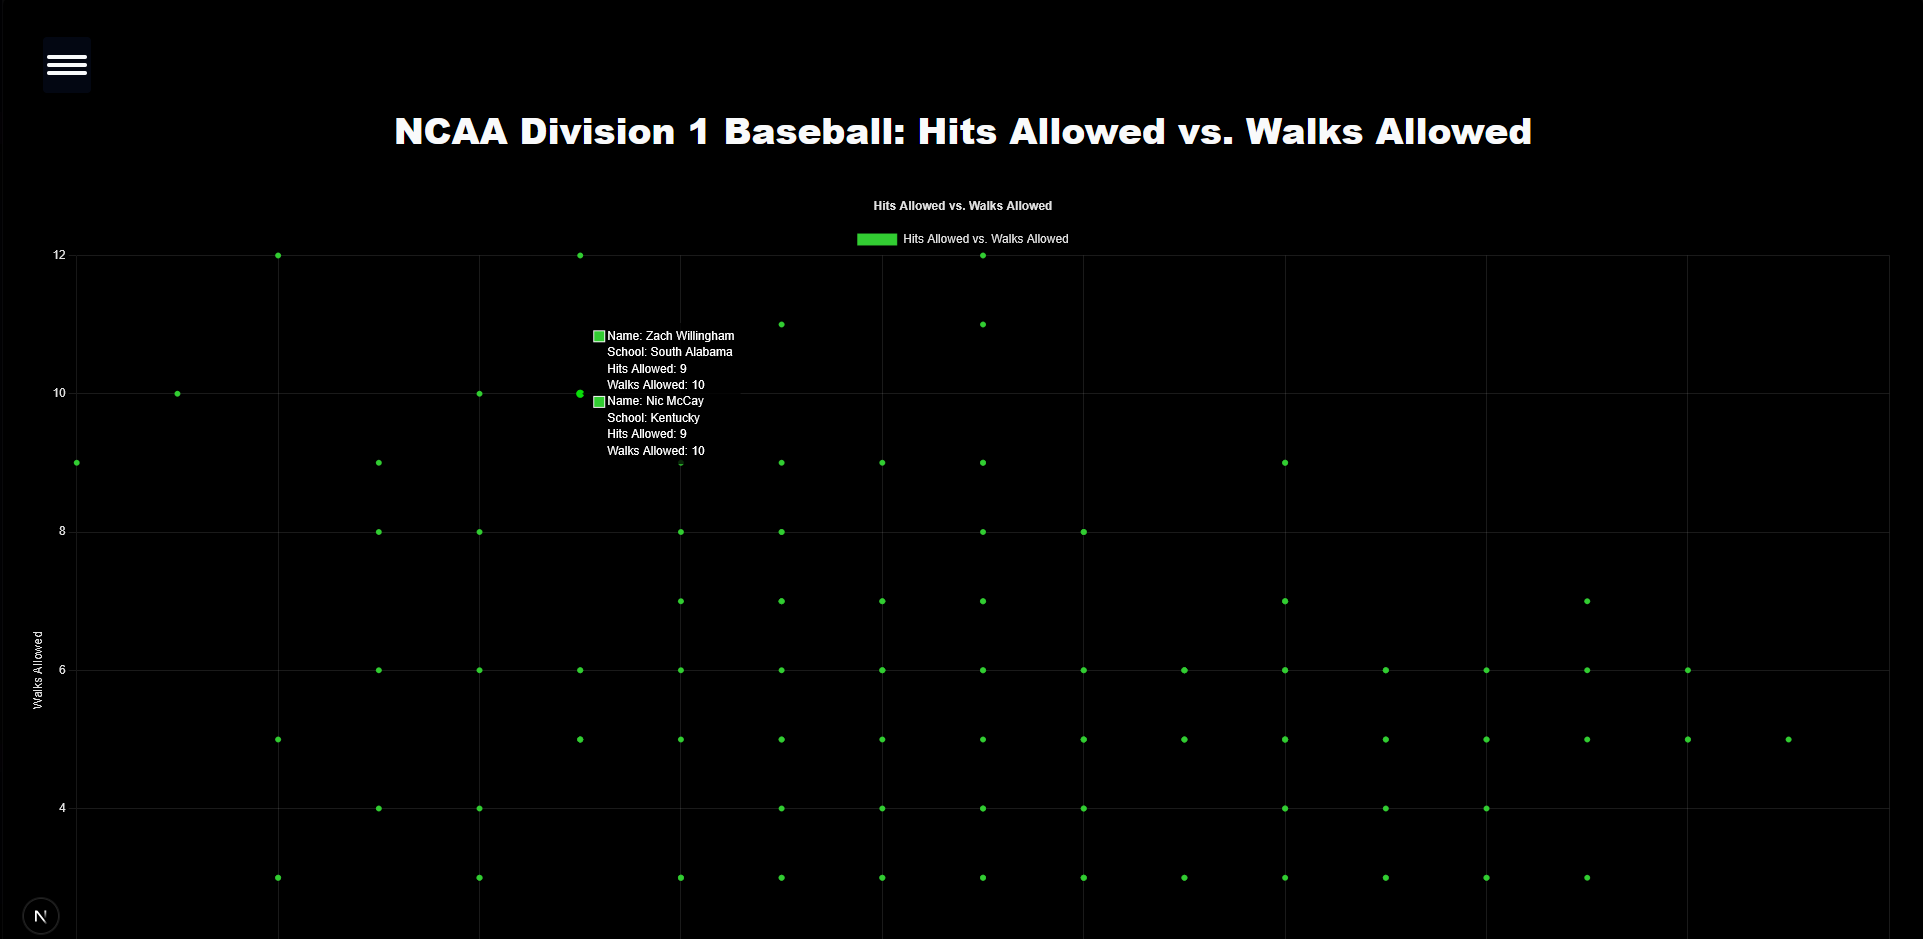 NCAA Division 1 Baseball: Hits Allowed vs. Walks Allowed
Hits Allowed vs. Walks Allowed
Hits Allowed vs. Walks Allowed
12
Name: Zach Willingham
School: South Alabama
Hits Allowed: 9
Walks Allowed: 10
10
Name: Nic McCay
School: Kentucky
Hits Allowed: 9
Walks Allowed: 10
8
Walks Allowed
6
4
N